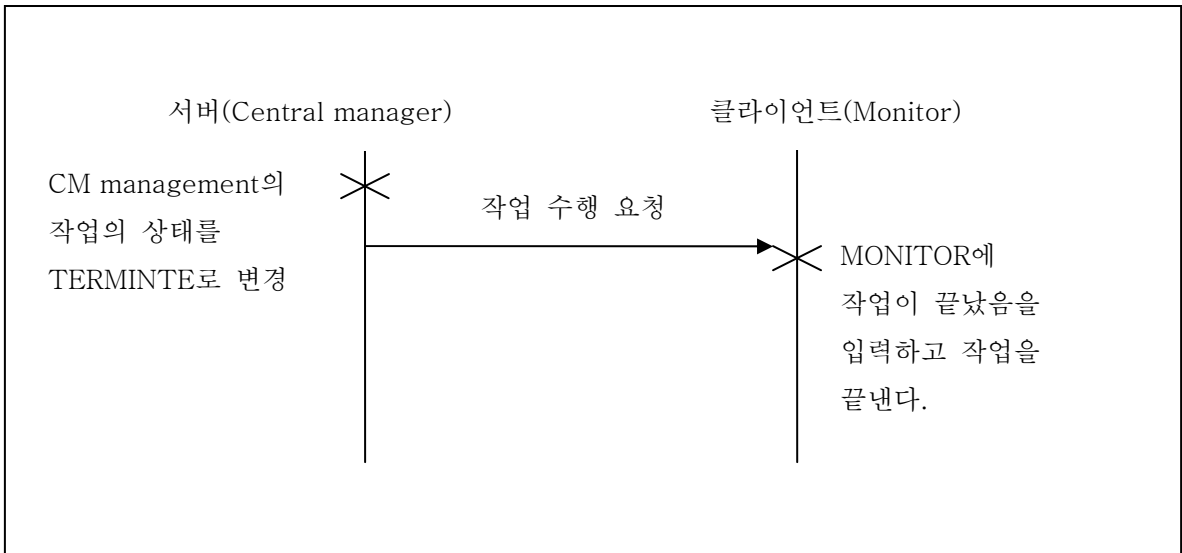 서버(Central manager)
클라이언트(Monitor)
CM management의
작업의 상태를
TERMINTE로 변경
작업 수행 요청
MONITOR에
작업이 끝났음을
입력하고 작업을
끝낸다.